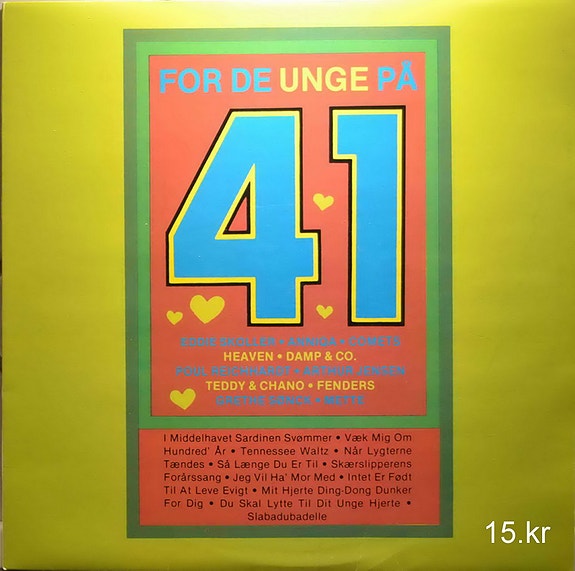 FOR DE UNGE PÅ
41
EDDIE SKOLLER • ANNIQA • COMETS
HEAVEN • DAMP & CO.
POUL REICHHARDT • ARTHUR JENSEN
TEDDY & CHANO • FENDERS
GRETHE SØNCK • METTE
I Middelhavet Sardinen Svømmer • Væk Mig Om
Hundred' År • Tennessee Waltz • Når Lygterne
Tændes • Så Længe Du Er Til • Skærslipperens
Forårssang • Jeg Vil Ha' Mor Med • Intet Er Født
Til At Leve Evigt • Mit Hjerte Ding-Dong Dunker
For Dig • Du Skal Lytte Til Dit Unge Hjerte •
Slabadubadelle
15.kr